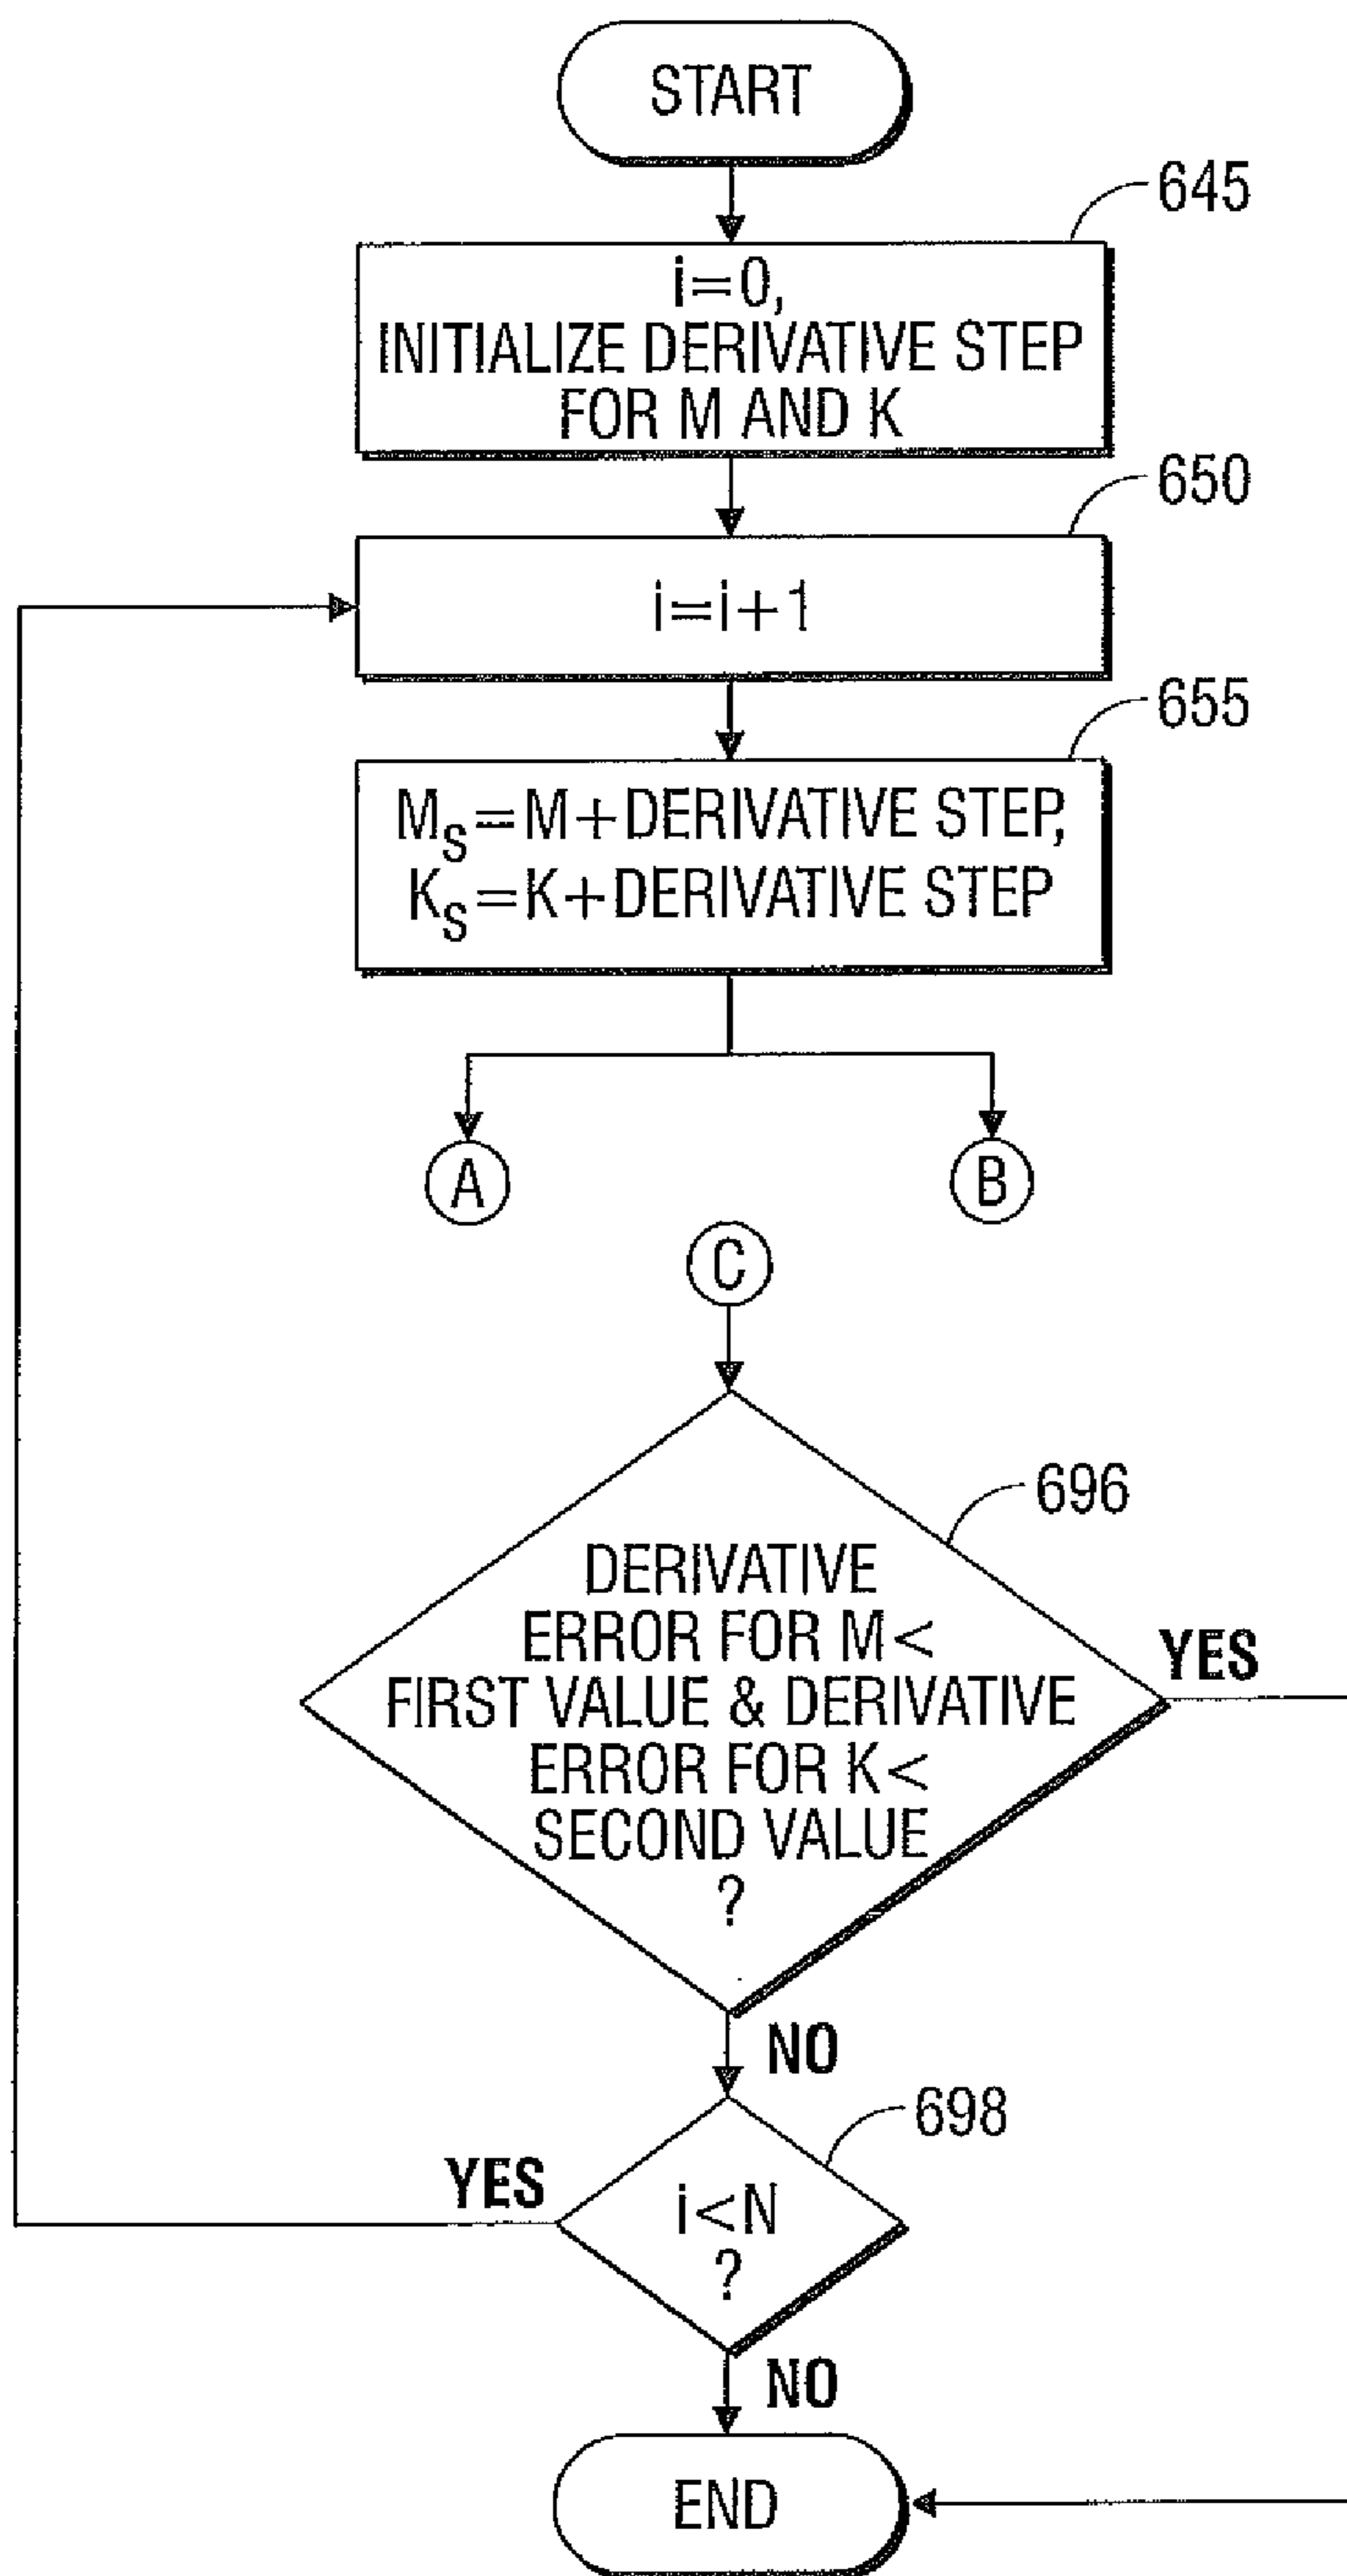 START
645
i=0,
INITIALIZE DERIVATIVE STEP
FOR M AND K
650
i=i+1
655
M_S=M+DERIVATIVE STEP,
K_S=K+DERIVATIVE STEP
A
B
C
696
DERIVATIVE
ERROR FOR M<
FIRST VALUE & DERIVATIVE
ERROR FOR K<
SECOND VALUE
?
YES
NO
698
YES
i<N
?
NO
END